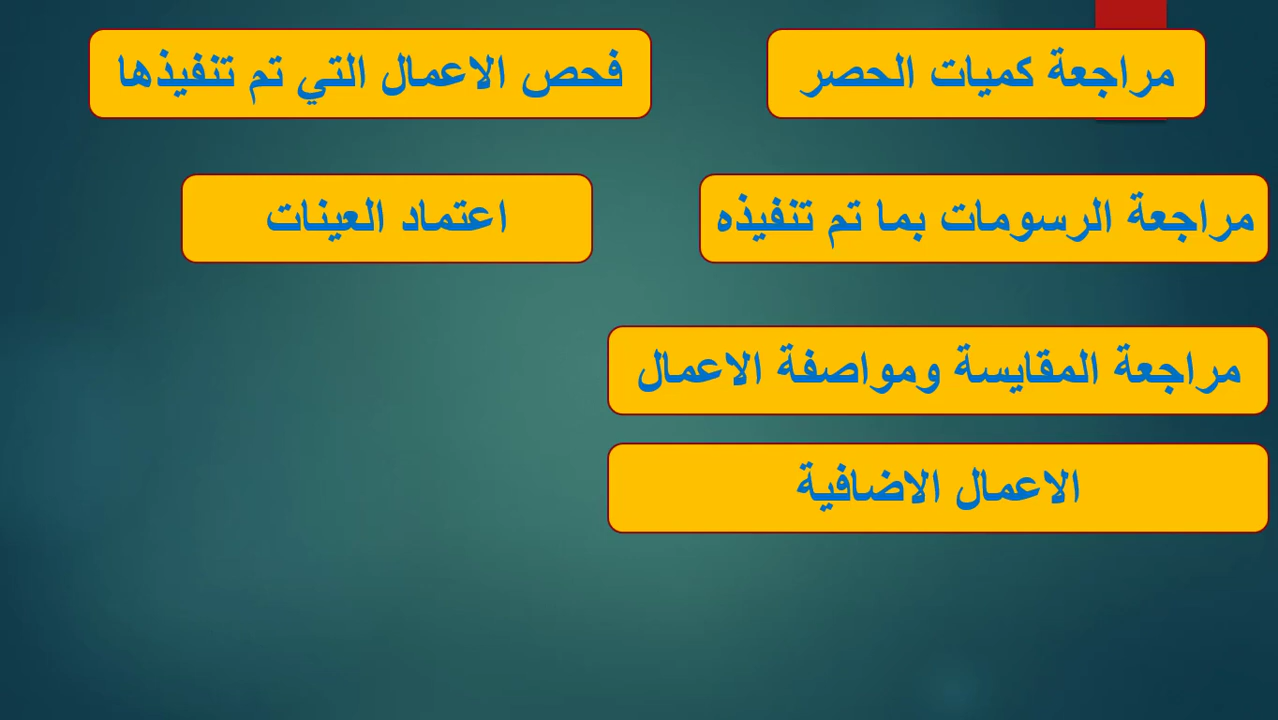 مراجعة كميات الحصر
فحص الاعمال التي تم تنفيذها
مراجعة الرسومات بما تم تنفيذه
اعتماد العينات
مراجعة المقايسة ومواصفة الاعمال
الاعمال الاضافية